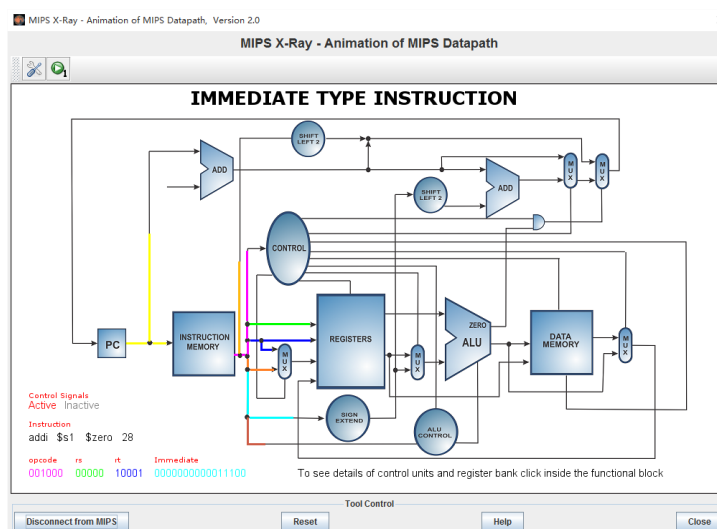 MIPS X-Ray - Animation of MIPS Datapath, Version 2.0
MIPS X-Ray - Animation of MIPS Datapath
1
IMMEDIATE TYPE INSTRUCTION
SHIFT
LEFT 2
ADD
MUX
MUX
SHIFT
LEFT 2
ADD
CONTROL
PC
INSTRUCTION
MEMORY
REGISTERS
MUX
MUX
ZERO
ALU
DATA
MEMORY
MUX
SIGN
EXTEND
ALU
CONTROL
Control Signals
Active Inactive
Instruction
addi $s1 $zero 28
opcode rs rt Immediate
001000 00000 10001 0000000000011100
To see details of control units and register bank click inside the functional block
Tool Control
Disconnect from MIPS Reset Help Close